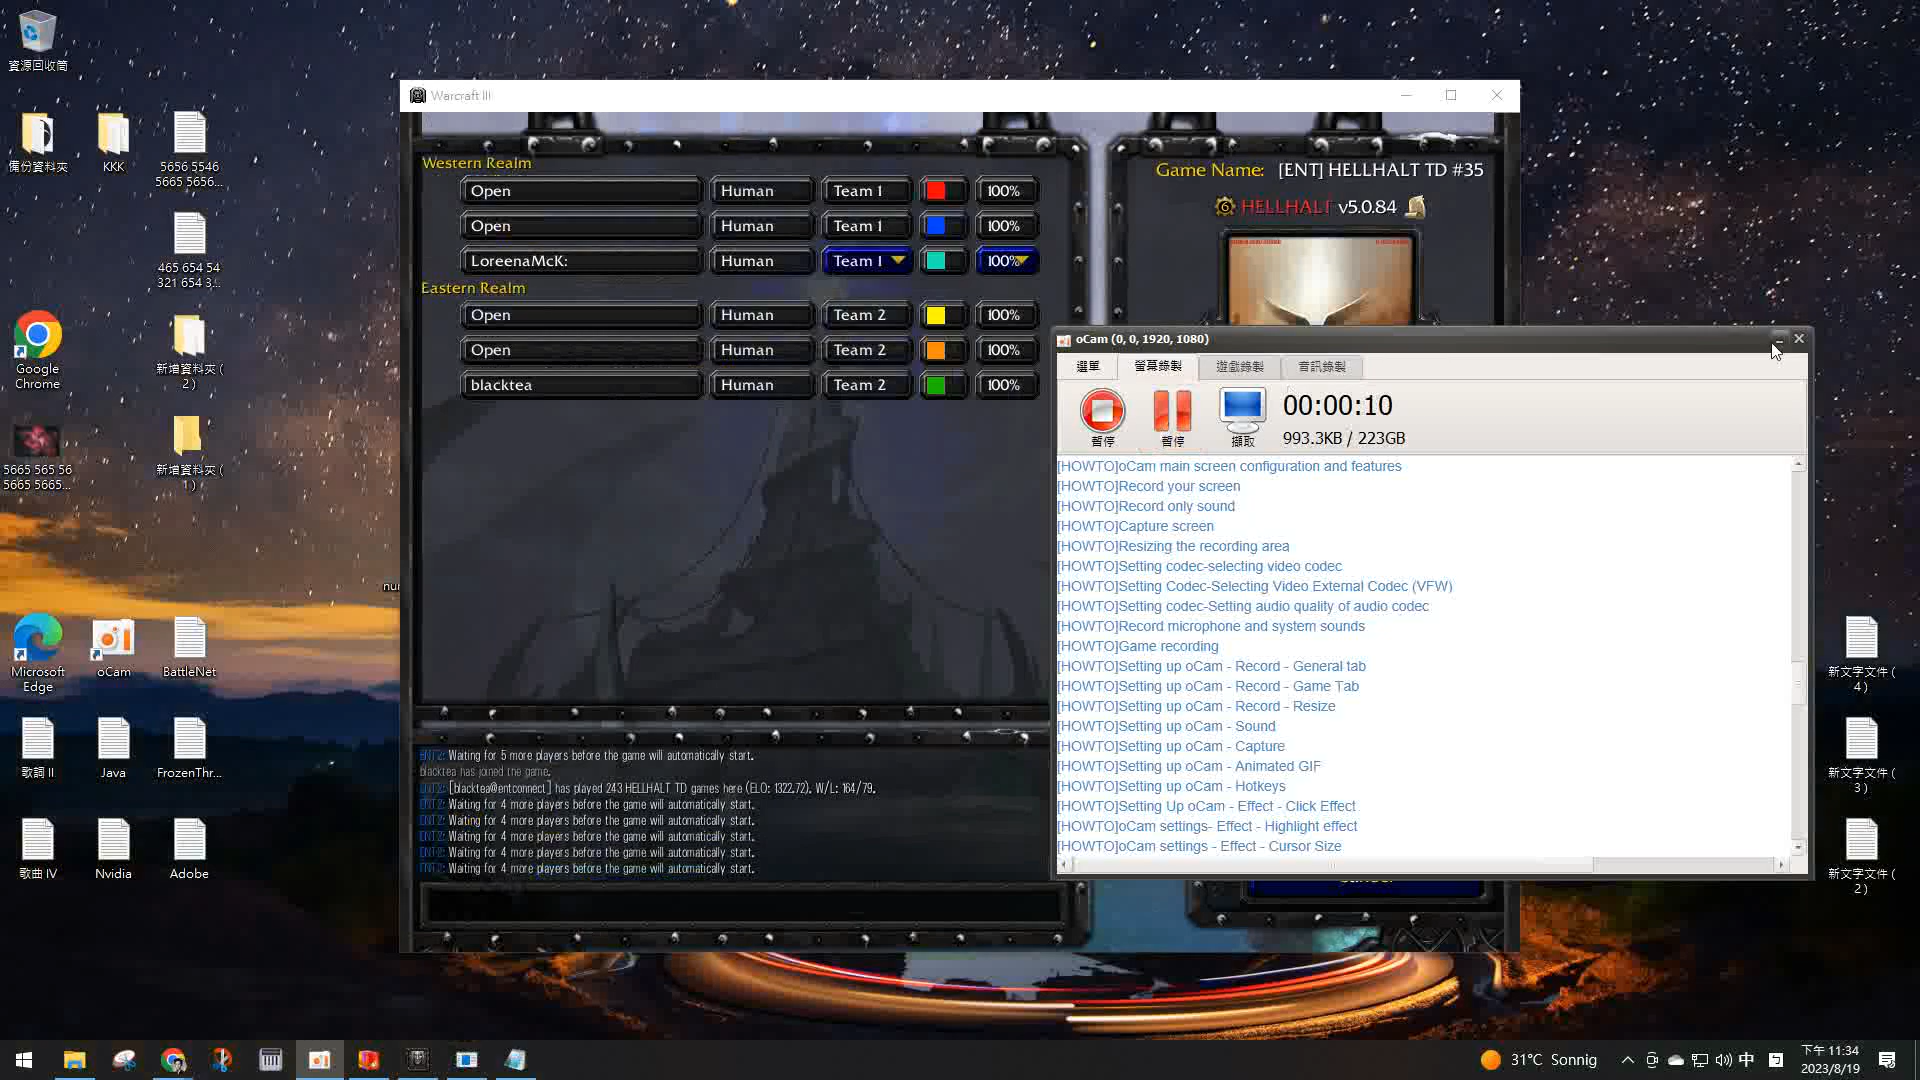 資源回收筒
備份資料夾
KKK
5656 5546
5665 5656...
465 654 54
321 654 3...
Google
Chrome
新增資料夾 (
2 )
5665 565 56
5665 5665...
新增資料夾 (
1 )
Microsoft
Edge
oCam
BattleNet
歌詞 II
Java
FrozenThr...
歌曲 IV
Nvidia
Adobe
Warcraft III
Western Realm
Open Human Team 1 100%
Open Human Team 1 100%
LoreenaMcK: Human Team 1 100%
Eastern Realm
Open Human Team 2 100%
Open Human Team 2 100%
blacktea Human Team 2 100%
Game Name: [ENT] HELLHALT TD #35
6 HELLHALT v5.0.84
ENT2: Waiting for 5 more players before the game will automatically start.
blacktea has joined the game.
ENT2: [blacktea@entconnect] has played 243 HELLHALT TD games here (ELO: 1322.72). W/L: 164/79.
ENT2: Waiting for 4 more players before the game will automatically start.
ENT2: Waiting for 4 more players before the game will automatically start.
ENT2: Waiting for 4 more players before the game will automatically start.
ENT2: Waiting for 4 more players before the game will automatically start.
ENT2: Waiting for 4 more players before the game will automatically start.
oCam (0, 0, 1920, 1080)
選單 螢幕錄製 遊戲錄製 音訊錄製
暫停 暫停 擷取
00:00:10
993.3KB / 223GB
[HOWTO]oCam main screen configuration and features
[HOWTO]Record your screen
[HOWTO]Record only sound
[HOWTO]Capture screen
[HOWTO]Resizing the recording area
[HOWTO]Setting codec-selecting video codec
[HOWTO]Setting Codec-Selecting Video External Codec (VFW)
[HOWTO]Setting codec-Setting audio quality of audio codec
[HOWTO]Record microphone and system sounds
[HOWTO]Game recording
[HOWTO]Setting up oCam - Record - General tab
[HOWTO]Setting up oCam - Record - Game Tab
[HOWTO]Setting up oCam - Record - Resize
[HOWTO]Setting up oCam - Sound
[HOWTO]Setting up oCam - Capture
[HOWTO]Setting up oCam - Animated GIF
[HOWTO]Setting up oCam - Hotkeys
[HOWTO]Setting Up oCam - Effect - Click Effect
[HOWTO]oCam settings- Effect - Highlight effect
[HOWTO]oCam settings - Effect - Cursor Size
新文字文件 (
4 )
新文字文件 (
3 )
新文字文件 (
2 )
31°C Sonnig
中
下午 11:34
2023/8/19